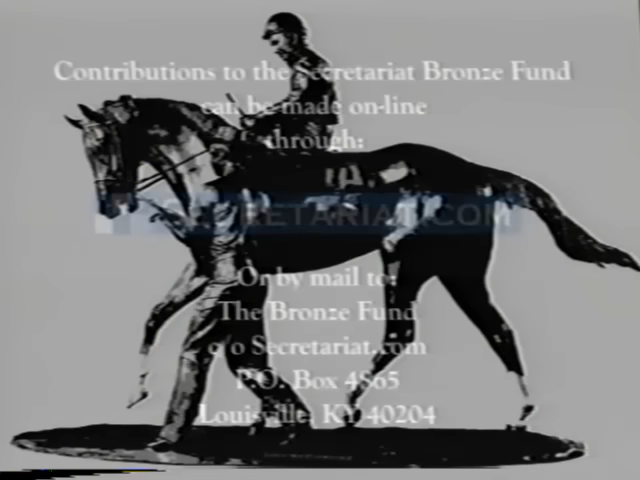 Contributions to the Secretariat Bronze Fund
can be made on-line
through:
SECRETARIAT.COM
Or by mail to:
The Bronze Fund
c/o Secretariat.com
P.O. Box 4865
Louisville, KY 40204